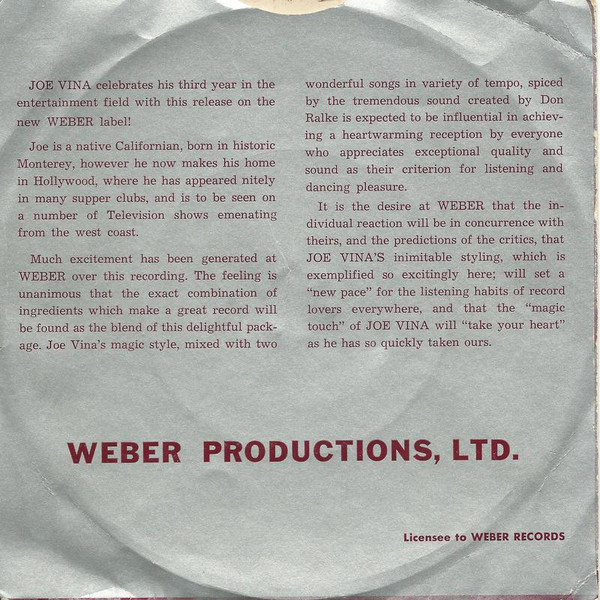 JOE VINA celebrates his third year in the
entertainment field with this release on the
new WEBER label!
Joe is a native Californian, born in historic
Monterey, however he now makes his home
in Hollywood, where he has appeared nitely
in many supper clubs, and is to be seen on
a number of Television shows emenating
from the west coast.
Much excitement has been generated at
WEBER over this recording. The feeling is
unanimous that the exact combination of
ingredients which make a great record will
be found as the blend of this delightful pack-
age. Joe Vina's magic style, mixed with two
wonderful songs in variety of tempo, spiced
by the tremendous sound created by Don
Ralke is expected to be influential in achiev-
ing a heartwarming reception by everyone
who appreciates exceptional quality and
sound as their criterion for listening and
dancing pleasure.
It is the desire at WEBER that the in-
dividual reaction will be in concurrence with
theirs, and the predictions of the critics, that
JOE VINA'S inimitable styling, which is
exemplified so excitingly here; will set a
"new pace" for the listening habits of record
lovers everywhere, and that the "magic
touch" of JOE VINA will "take your heart"
as he has so quickly taken ours.
WEBER PRODUCTIONS, LTD.
Licensee to WEBER RECORDS